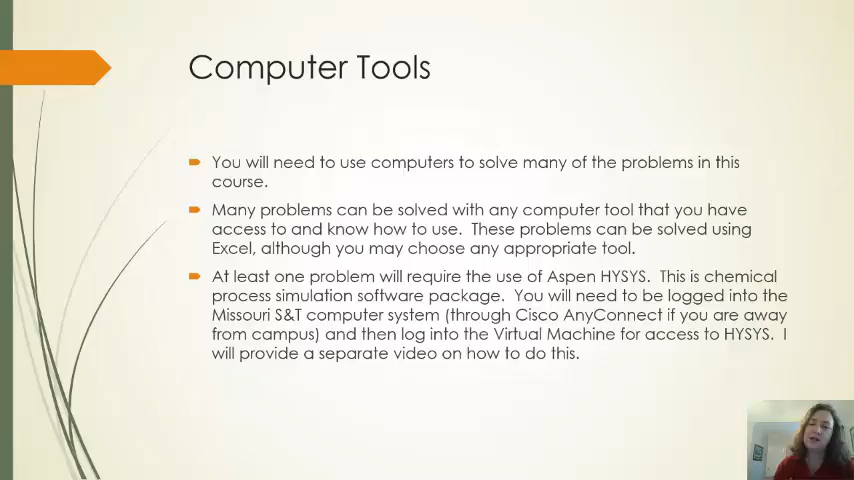 Computer Tools
You will need to use computers to solve many of the problems in this
course.
Many problems can be solved with any computer tool that you have
access to and know how to use.  These problems can be solved using
Excel, although you may choose any appropriate tool.
At least one problem will require the use of Aspen HYSYS.  This is chemical
process simulation software package.  You will need to be logged into the
Missouri S&T computer system (through Cisco AnyConnect if you are away
from campus) and then log into the Virtual Machine for access to HYSYS.  I
will provide a separate video on how to do this.